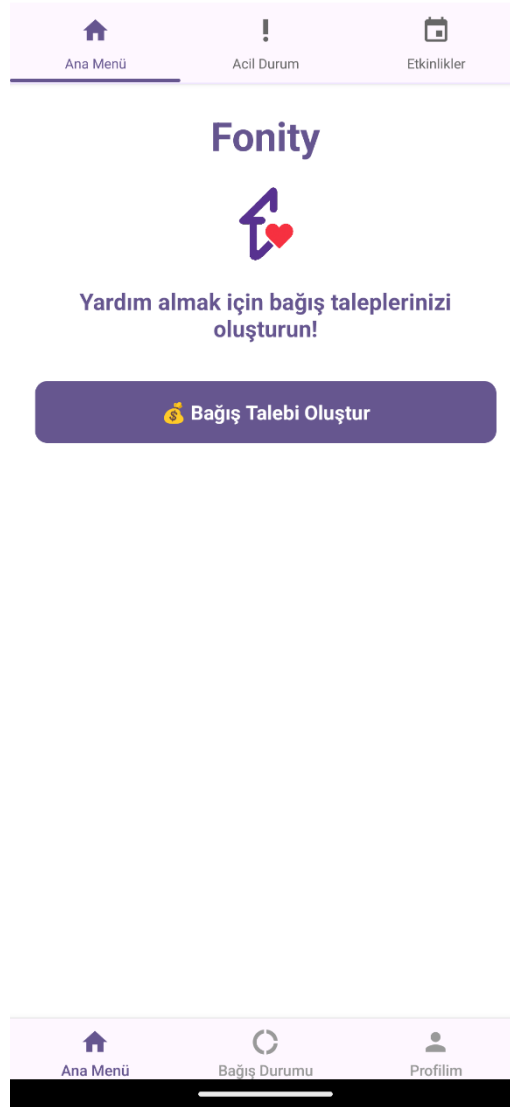 Ana Menü
Acil Durum
Etkinlikler
Fonity
Yardım almak için bağış taleplerinizi
oluşturun!
💰 Bağış Talebi Oluştur
Ana Menü
Bağış Durumu
Profilim